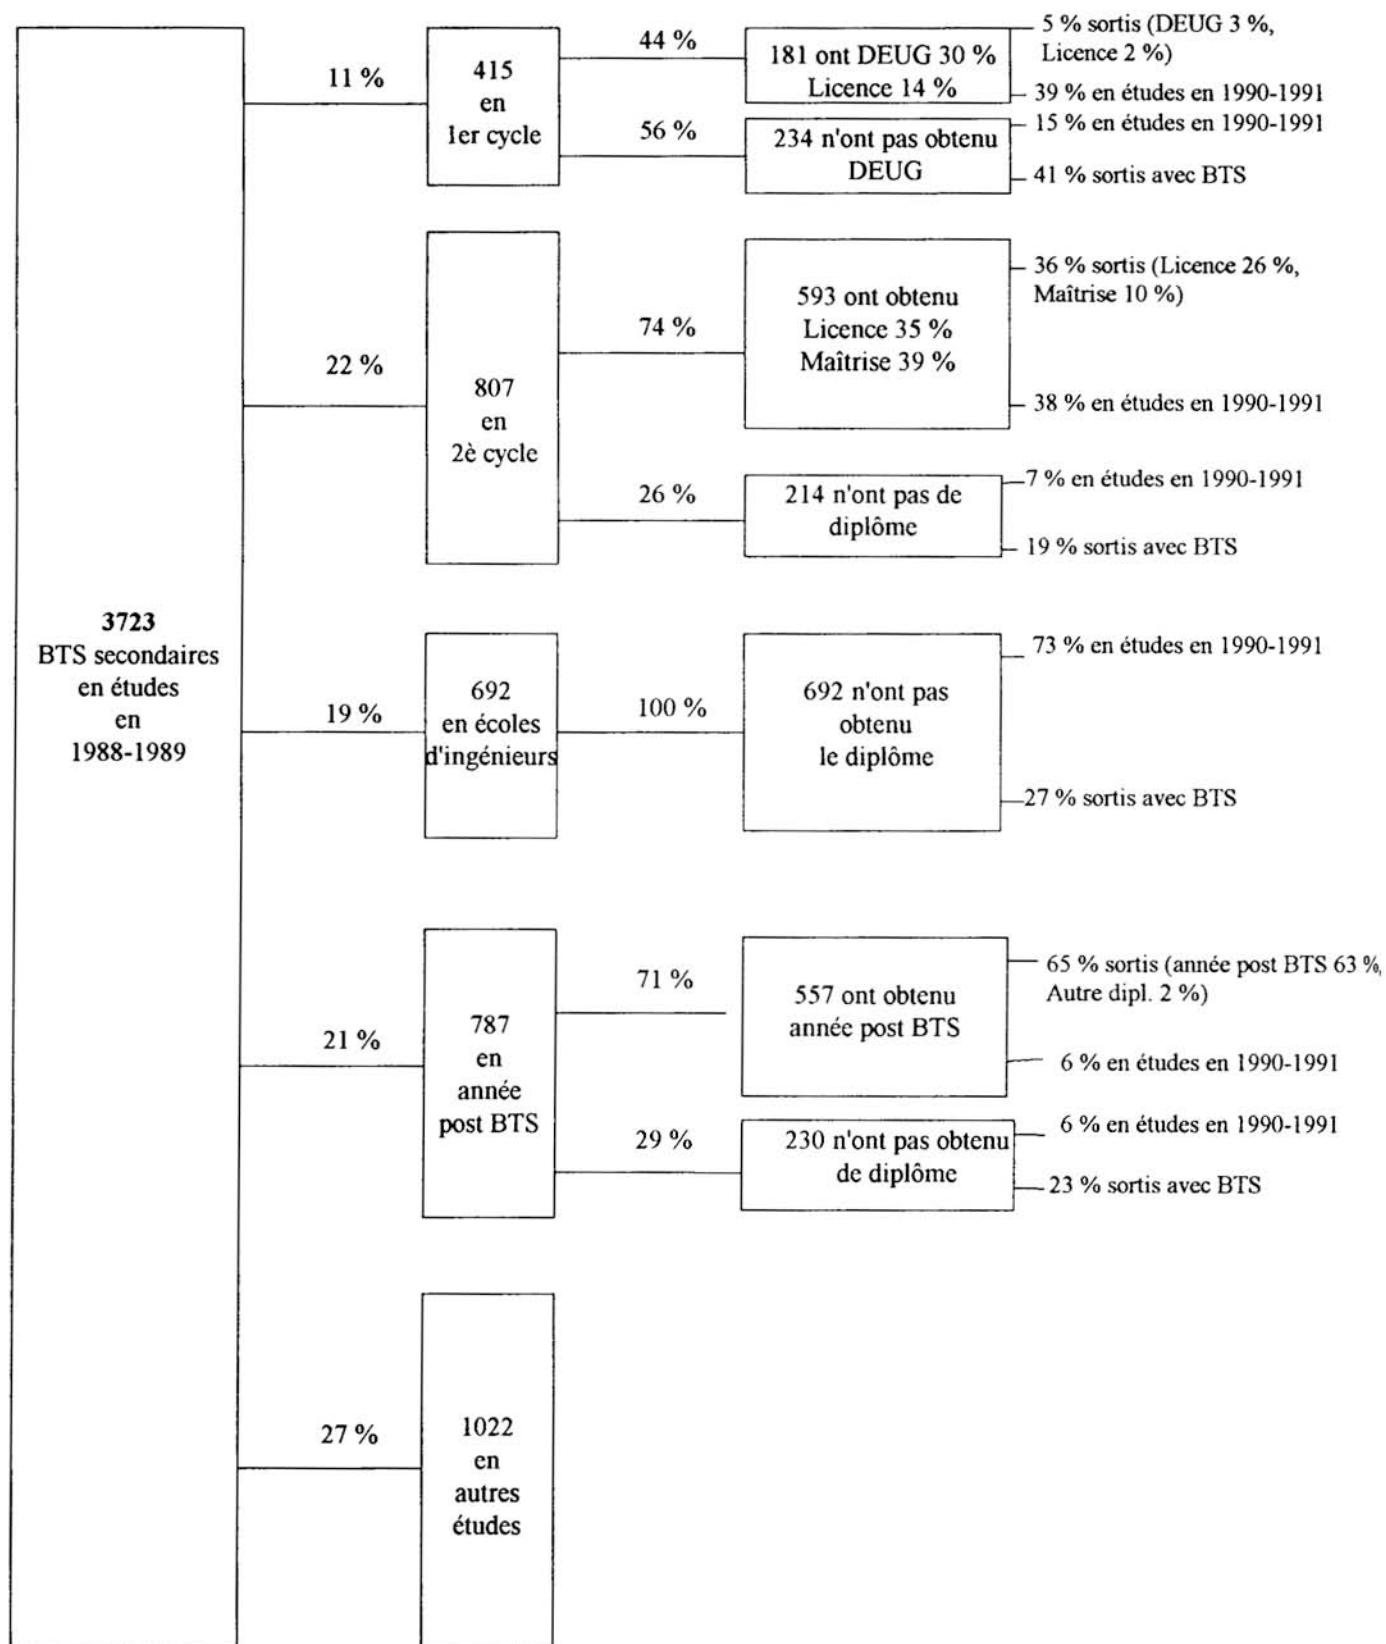 3723
BTS secondaires
en études
en
1988-1989
11 %
415
en
1er cycle
44 %
181 ont DEUG 30 %
Licence 14 %
5 % sortis (DEUG 3 %,
Licence 2 %)
39 % en études en 1990-1991
56 %
234 n'ont pas obtenu
DEUG
15 % en études en 1990-1991
41 % sortis avec BTS
22 %
807
en
2è cycle
74 %
593 ont obtenu
Licence 35 %
Maîtrise 39 %
36 % sortis (Licence 26 %,
Maîtrise 10 %)
38 % en études en 1990-1991
26 %
214 n'ont pas de
diplôme
7 % en études en 1990-1991
19 % sortis avec BTS
19 %
692
en écoles
d'ingénieurs
100 %
692 n'ont pas
obtenu
le diplôme
73 % en études en 1990-1991
27 % sortis avec BTS
21 %
787
en
année
post BTS
71 %
557 ont obtenu
année post BTS
65 % sortis (année post BTS 63 %,
Autre dipl. 2 %)
6 % en études en 1990-1991
29 %
230 n'ont pas obtenu
de diplôme
6 % en études en 1990-1991
23 % sortis avec BTS
27 %
1022
en
autres
études